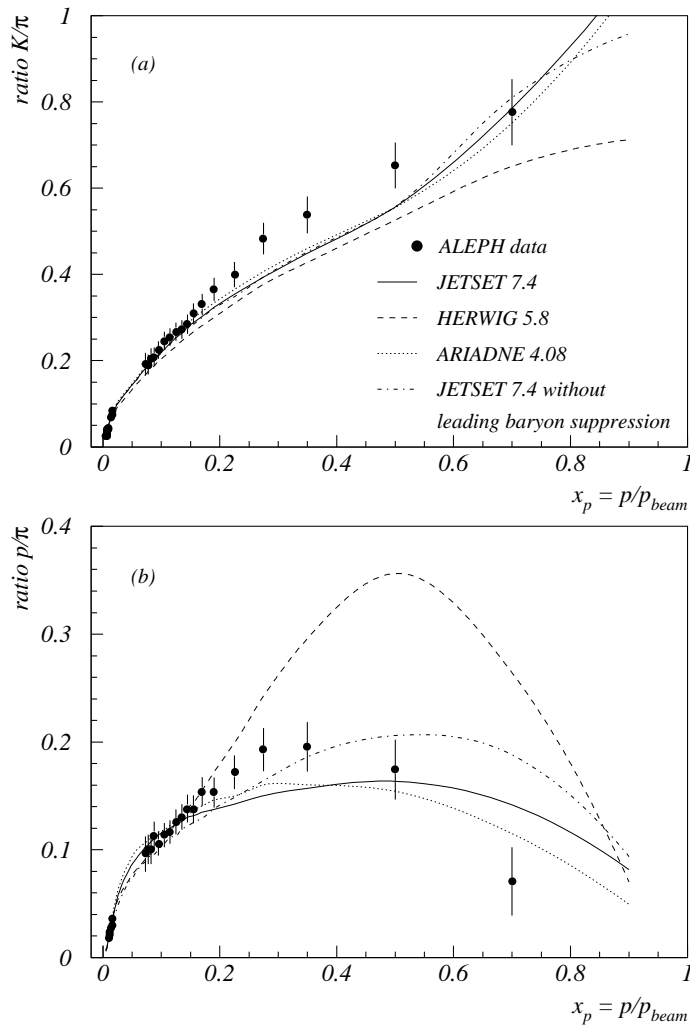 ratio K/π
1
0.8
0.6
0.4
0.2
0
(a)
ALEPH data
JETSET 7.4
HERWIG 5.8
ARIADNE 4.08
JETSET 7.4 without
leading baryon suppression
0 0.2 0.4 0.6 0.8 1
x_p = p/p_beam
ratio p/π
0.4
0.3
0.2
0.1
0
(b)
0 0.2 0.4 0.6 0.8 1
x_p = p/p_beam